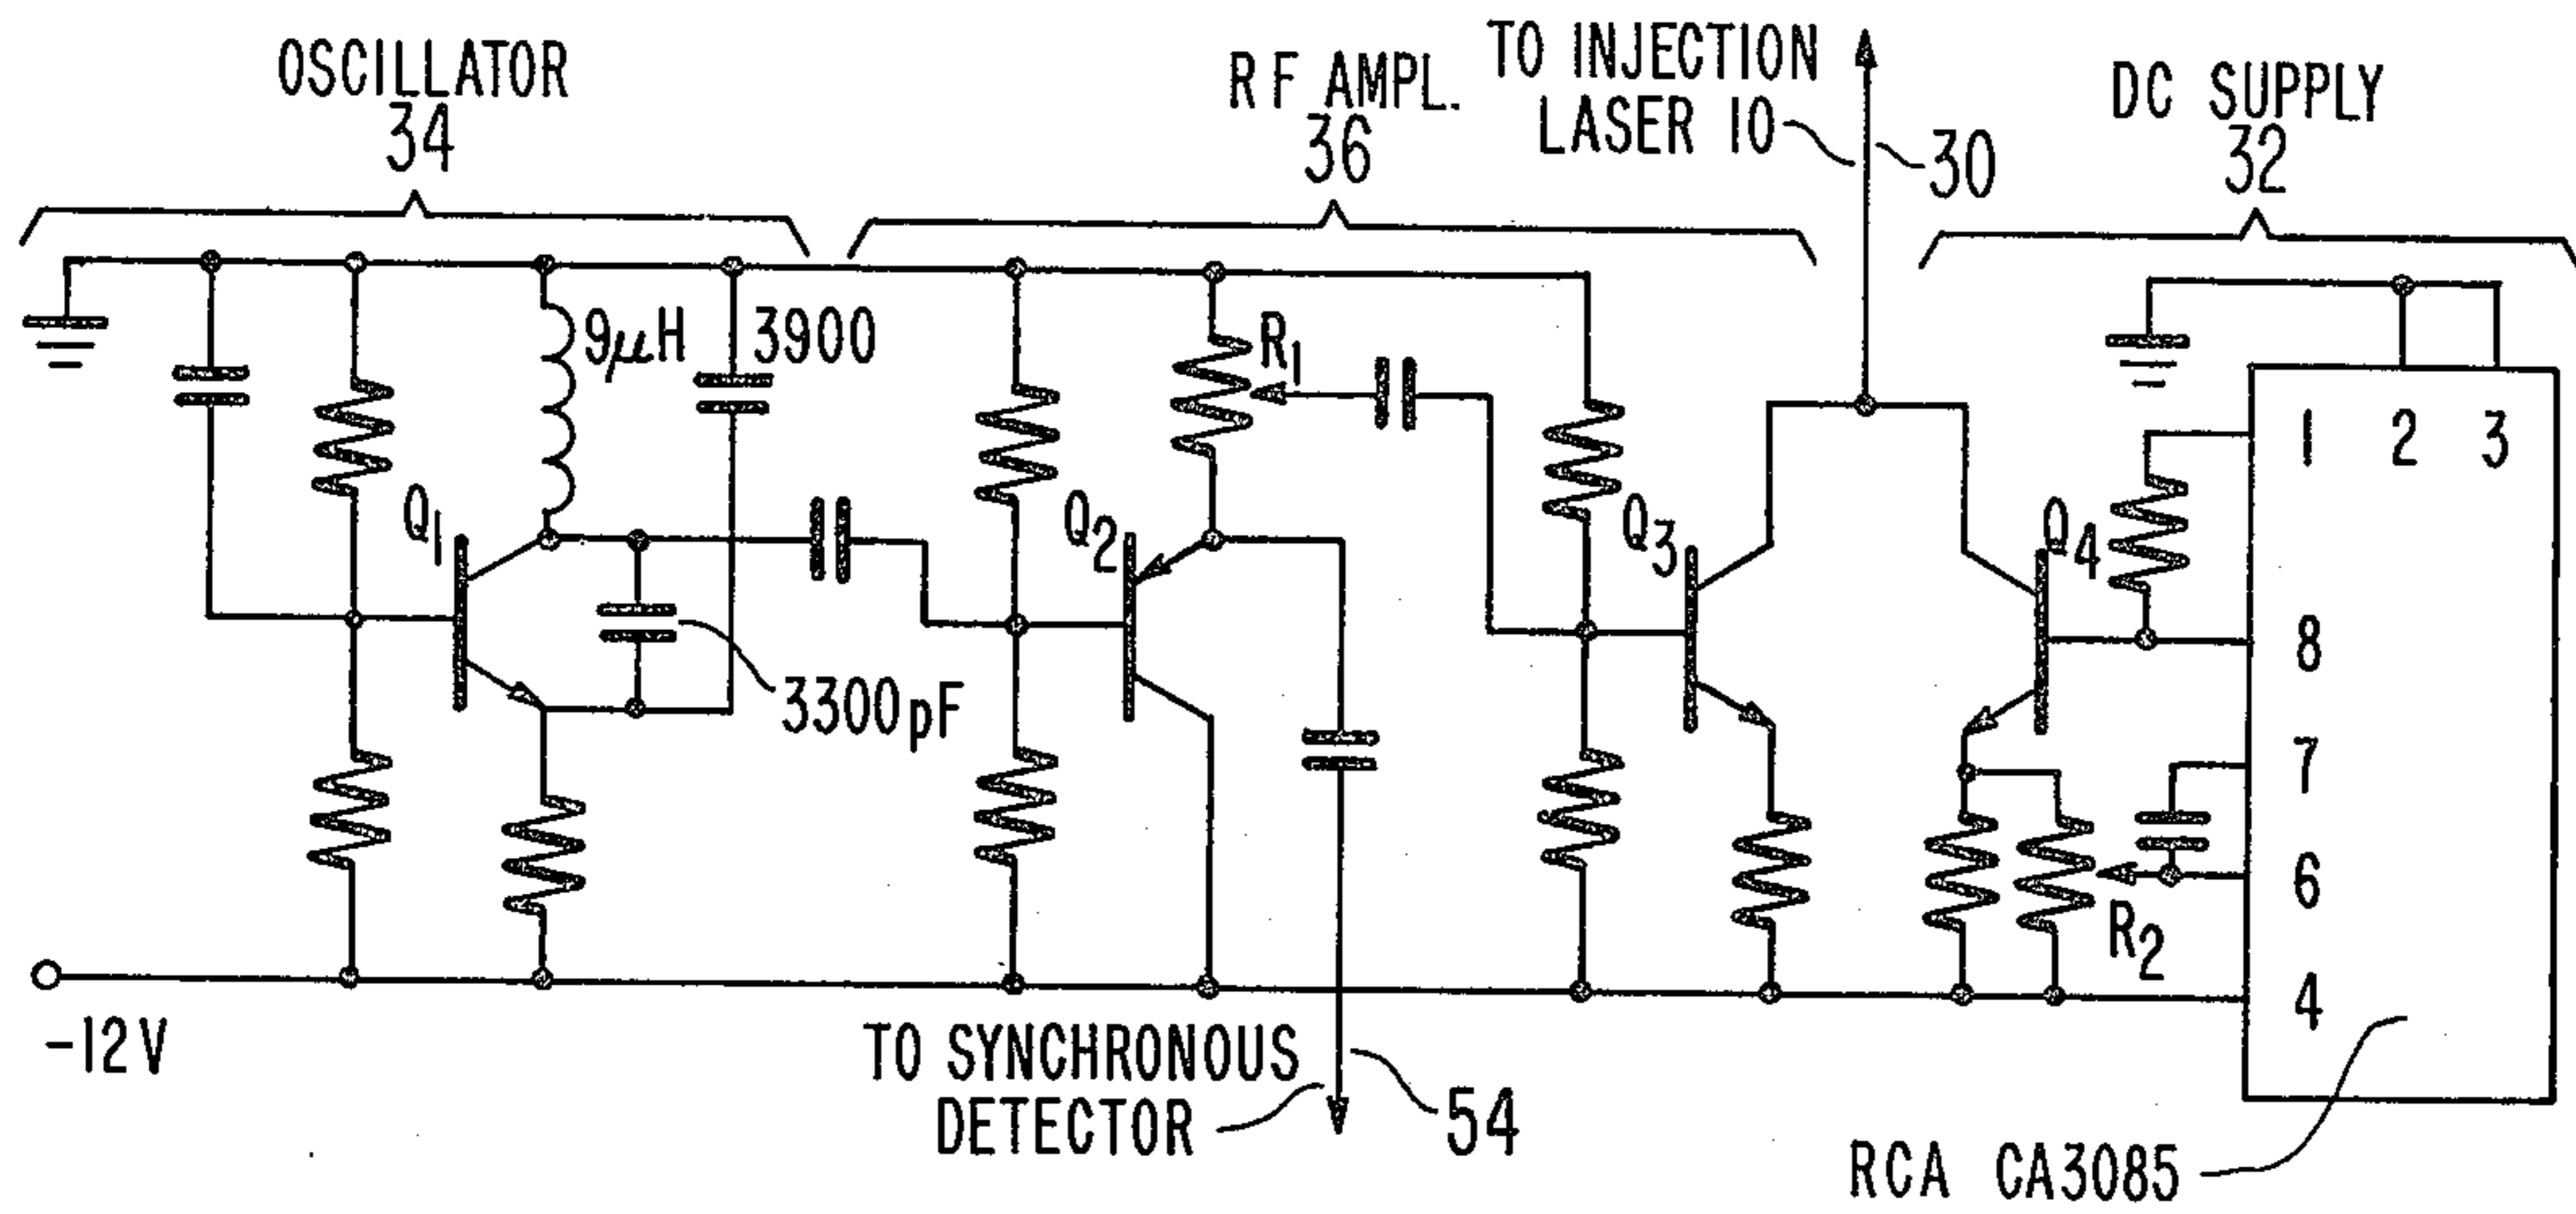 OSCILLATOR
34
RF AMPL.
36
TO INJECTION
LASER 10
30
DC SUPPLY
32
9μH
3900
R1
Q1
3300pF
Q2
Q3
Q4
1 2 3
8
7
6
4
R2
-12V
TO SYNCHRONOUS
DETECTOR
54
RCA CA3085